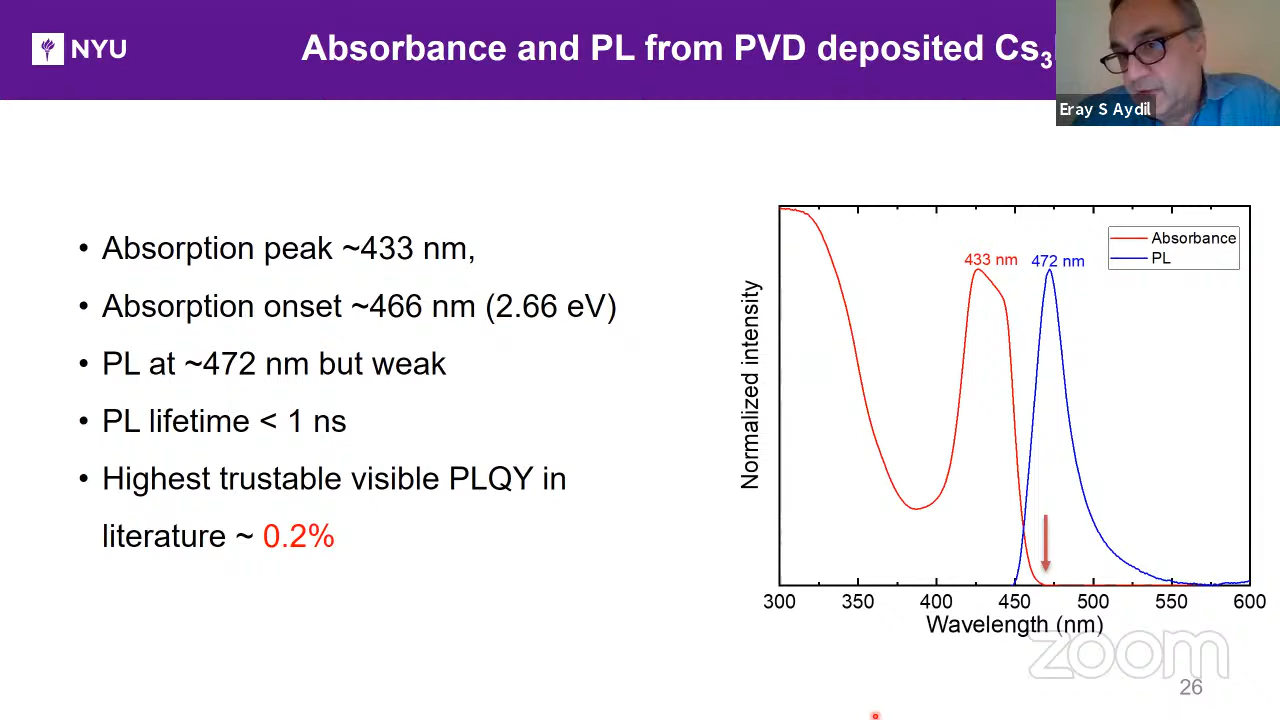 NYU
Absorbance and PL from PVD deposited Cs₃
Eray S Aydil
• Absorption peak ~433 nm,
• Absorption onset ~466 nm (2.66 eV)
• PL at ~472 nm but weak
• PL lifetime < 1 ns
• Highest trustable visible PLQY in
literature ~ 0.2%
Absorbance
PL
433 nm 472 nm
Normalized intensity
300 350 400 450 500 550 600
Wavelength (nm)
zoom
26